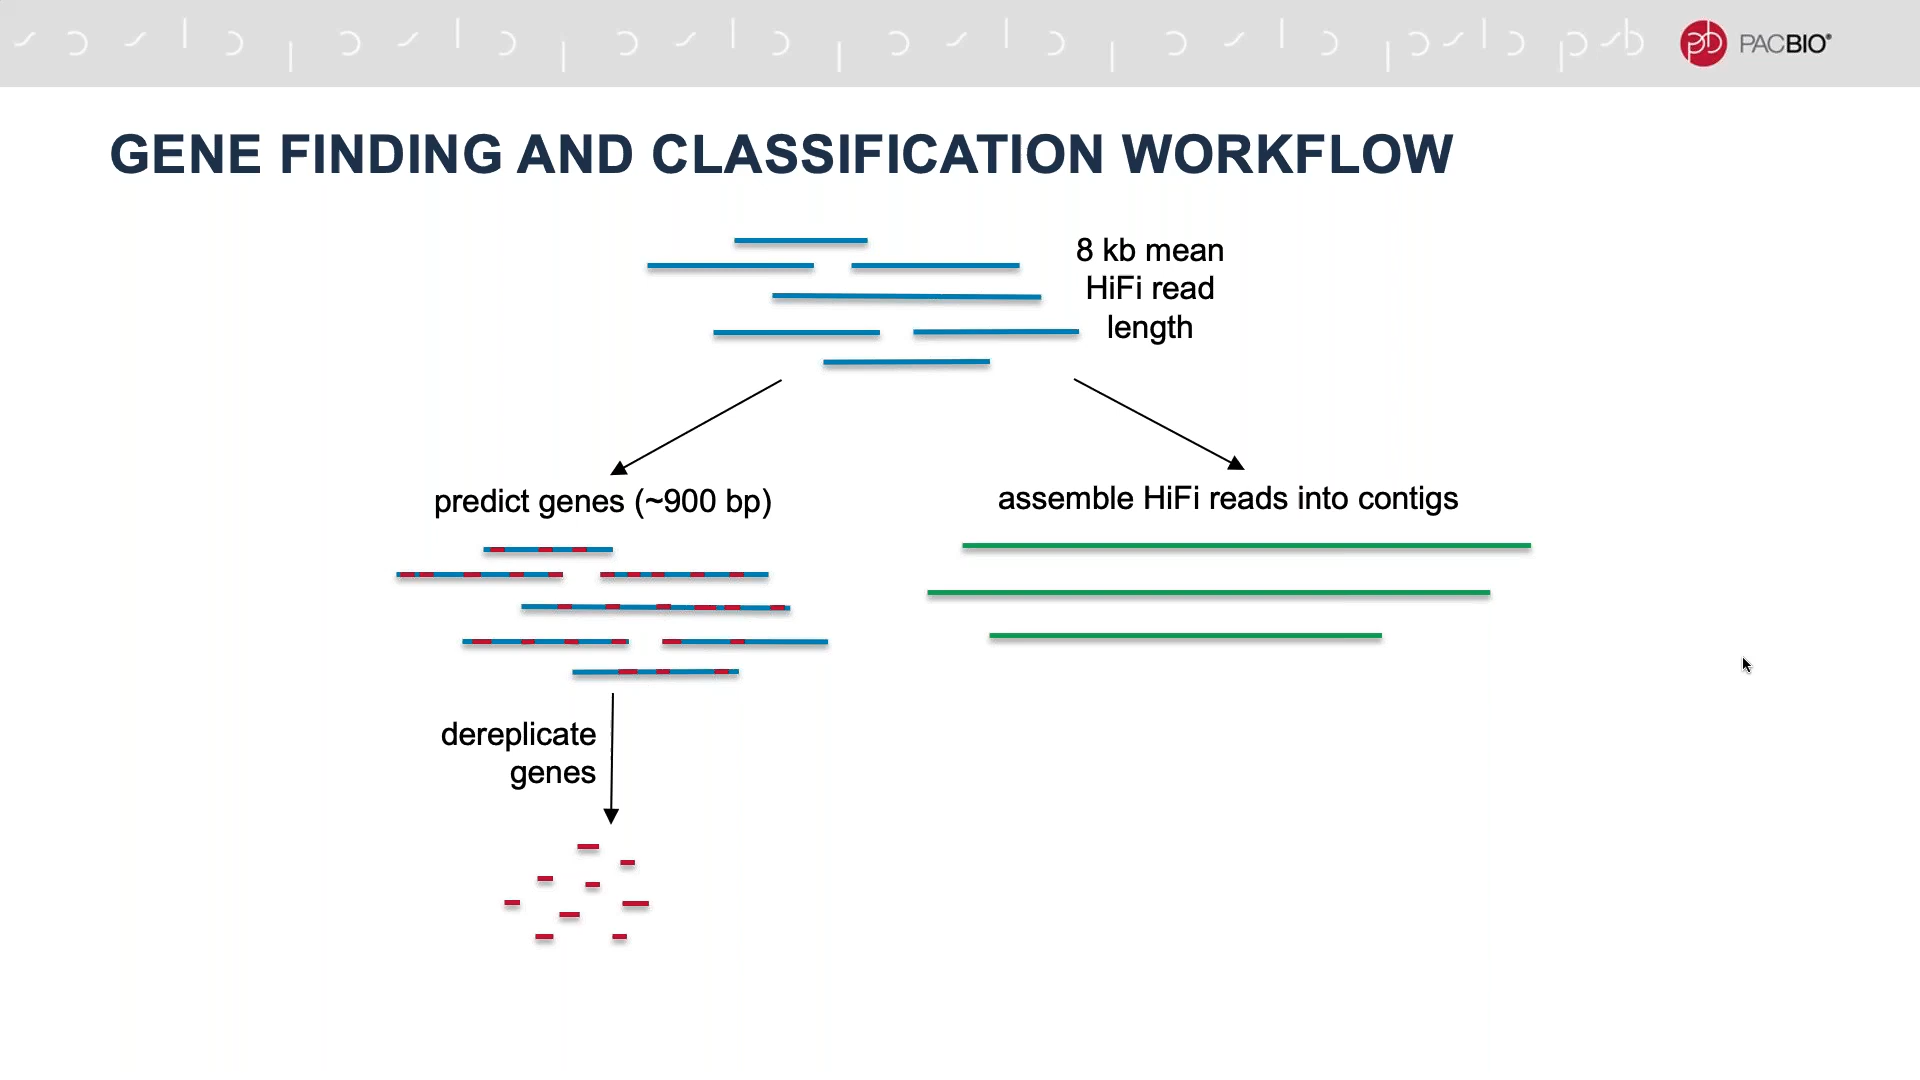 PACBIO®
GENE FINDING AND CLASSIFICATION WORKFLOW
8 kb mean
HiFi read
length
predict genes (~900 bp)
assemble HiFi reads into contigs
dereplicate
genes